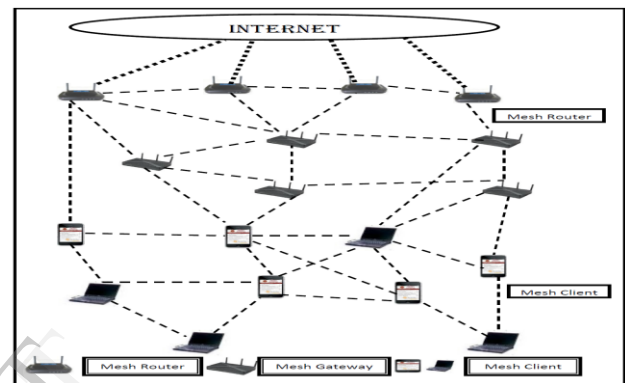 INTERNET
Mesh Router
Mesh Client
Mesh Router
Mesh Gateway
Mesh Client